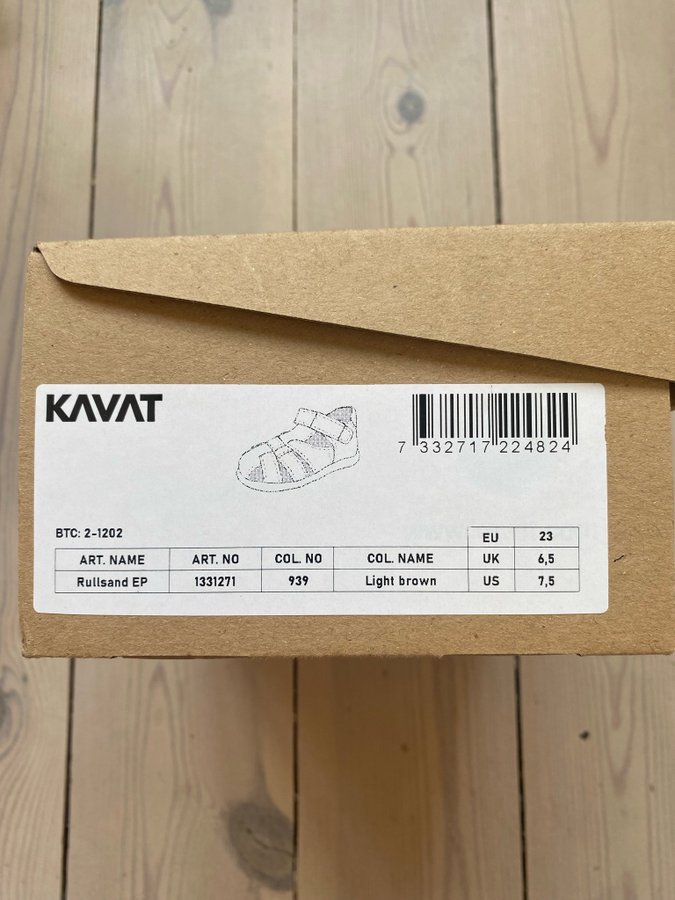 KAVAT
7 332717 224824
BTC: 2-1202
EU 23
ART. NAME ART. NO COL. NO COL. NAME UK 6,5
Rullsand EP 1331271 939 Light brown US 7,5